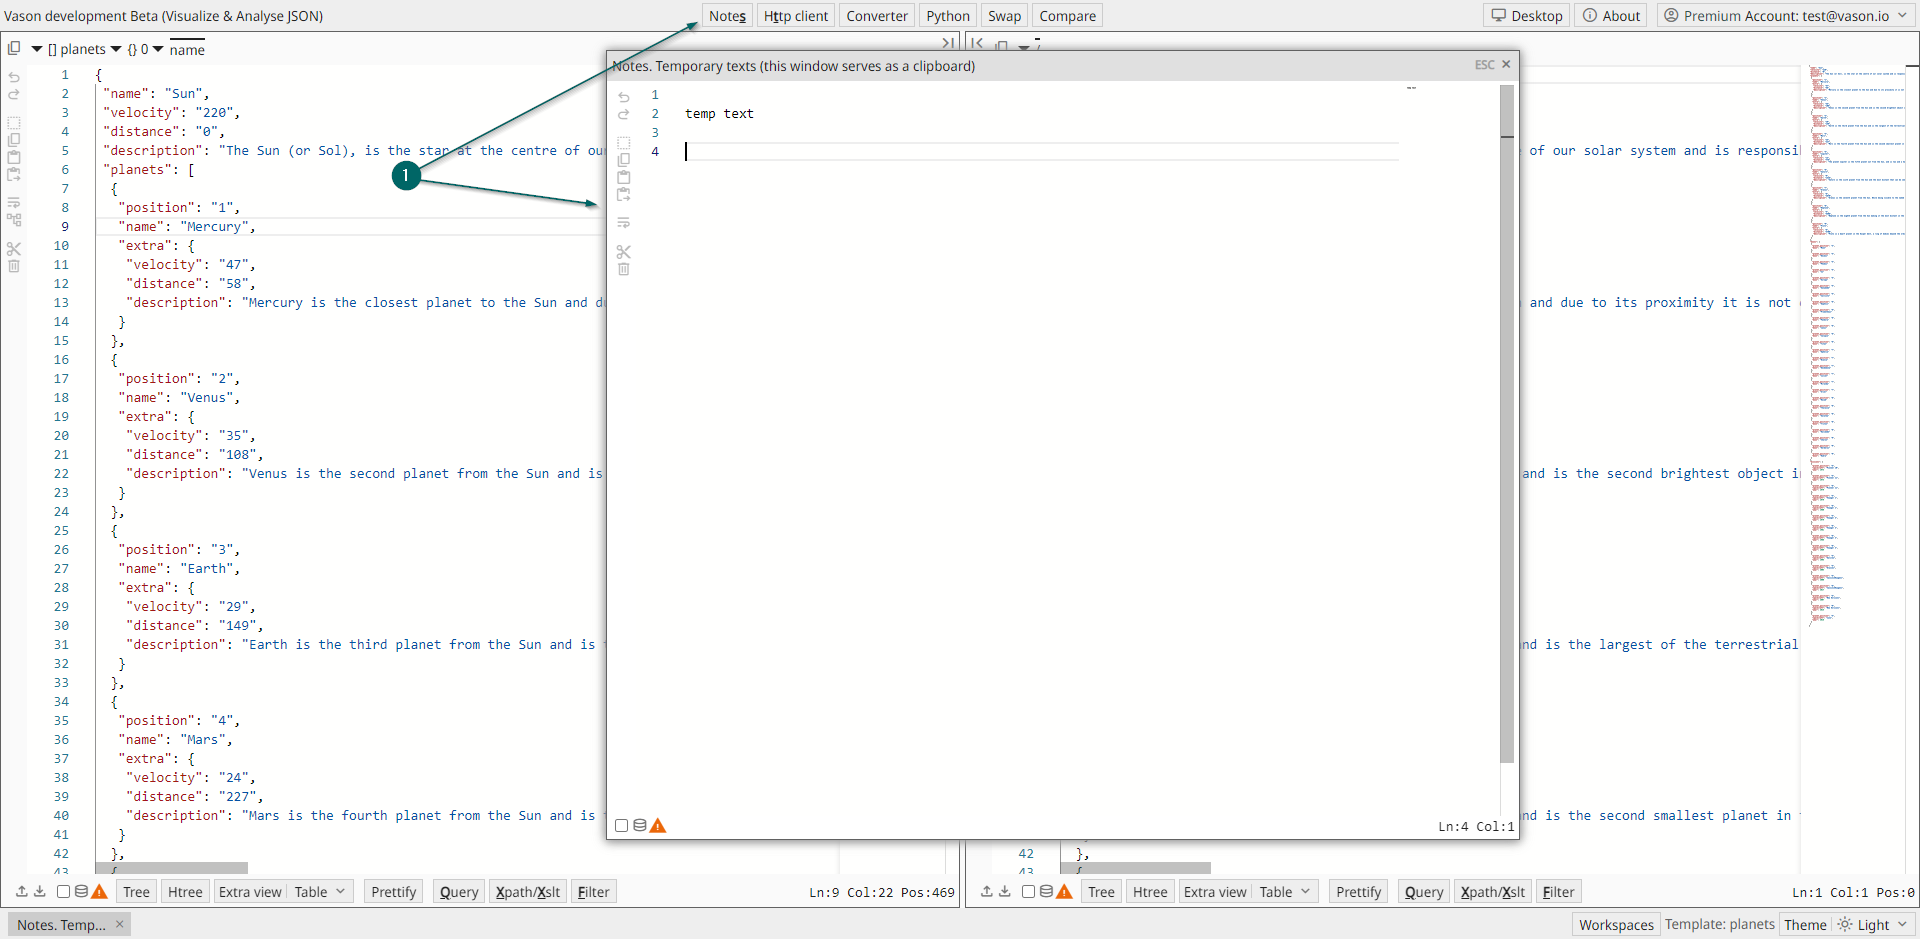 Vason development Beta (Visualize & Analyse JSON)
Notes
Http client
Converter
Python
Swap
Compare
Desktop
About
Premium Account: test@vason.io
[] planets {} 0 name
1 {
2 "name": "Sun",
3 "velocity": "220",
4 "distance": "0",
5 "description": "The Sun (or Sol), is the star at the centre of ou
6 "planets": [
7 {
8 "position": "1",
9 "name": "Mercury",
10 "extra": {
11 "velocity": "47",
12 "distance": "58",
13 "description": "Mercury is the closest planet to the Sun and d
14 }
15 },
16 {
17 "position": "2",
18 "name": "Venus",
19 "extra": {
20 "velocity": "35",
21 "distance": "108",
22 "description": "Venus is the second planet from the Sun and is
23 }
24 },
25 {
26 "position": "3",
27 "name": "Earth",
28 "extra": {
29 "velocity": "29",
30 "distance": "149",
31 "description": "Earth is the third planet from the Sun and is
32 }
33 },
34 {
35 "position": "4",
36 "name": "Mars",
37 "extra": {
38 "velocity": "24",
39 "distance": "227",
40 "description": "Mars is the fourth planet from the Sun and is
41 }
42 },
43 {
1
Notes. Temporary texts (this window serves as a clipboard)
ESC
1
2 temp text
3
4
Ln:4 Col:1
/
of our solar system and is responsi
and due to its proximity it is not
and is the second brightest object i
nd is the largest of the terrestrial
nd is the second smallest planet in
42 },
43 {
Tree
Htree
Extra view
Table
Prettify
Query
Xpath/Xslt
Filter
Ln:9 Col:22 Pos:469
Tree
Htree
Extra view
Table
Prettify
Query
Xpath/Xslt
Filter
Ln:1 Col:1 Pos:0
Notes. Temp...
Workspaces
Template: planets
Theme
Light